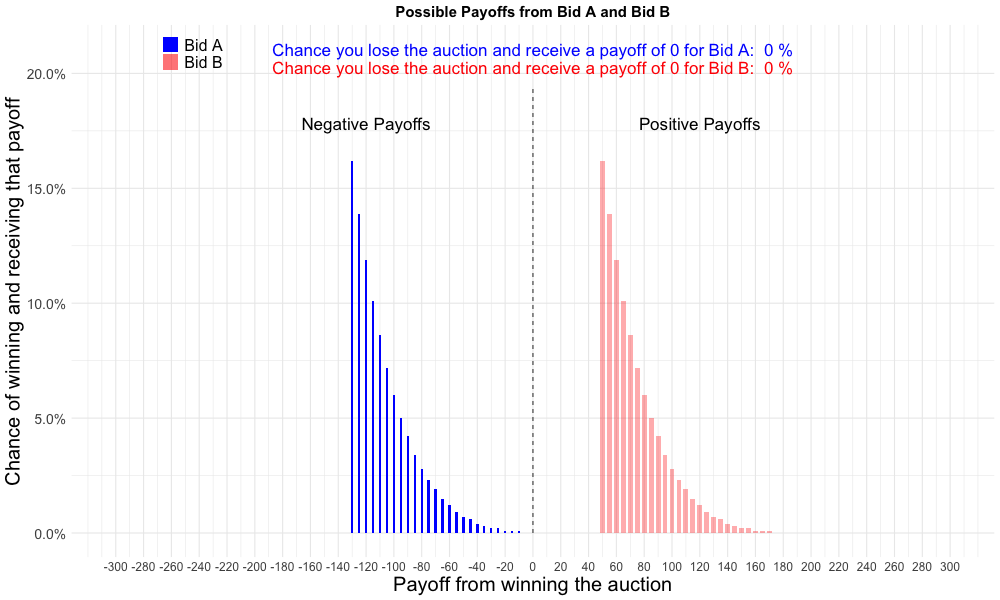 Possible Payoffs from Bid A and Bid B
Bid A
Bid B
Chance you lose the auction and receive a payoff of 0 for Bid A:  0 %
Chance you lose the auction and receive a payoff of 0 for Bid B:  0 %
Negative Payoffs
Positive Payoffs
Chance of winning and receiving that payoff
20.0%
15.0%
10.0%
5.0%
0.0%
-300 -280 -260 -240 -220 -200 -180 -160 -140 -120 -100 -80 -60 -40 -20 0 20 40 60 80 100 120 140 160 180 200 220 240 260 280 300
Payoff from winning the auction